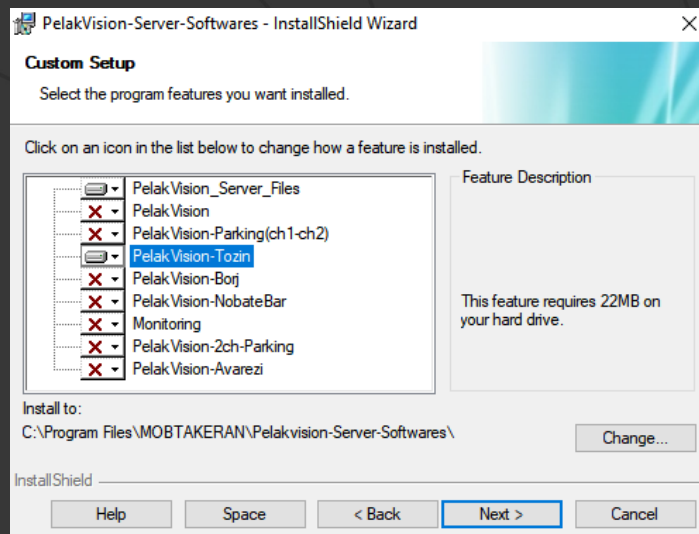 PelakVision-Server-Softwares - InstallShield Wizard
Custom Setup
Select the program features you want installed.
Click on an icon in the list below to change how a feature is installed.
PelakVision_Server_Files
PelakVision
PelakVision-Parking(ch1-ch2)
PelakVision-Tozin
PelakVision-Borj
PelakVision-NobateBar
Monitoring
PelakVision-2ch-Parking
PelakVision-Avarezi
Feature Description
This feature requires 22MB on
your hard drive.
Install to:
C:\Program Files\MOBTAKERAN\Pelakvision-Server-Softwares\
Change...
InstallShield
Help
Space
< Back
Next >
Cancel